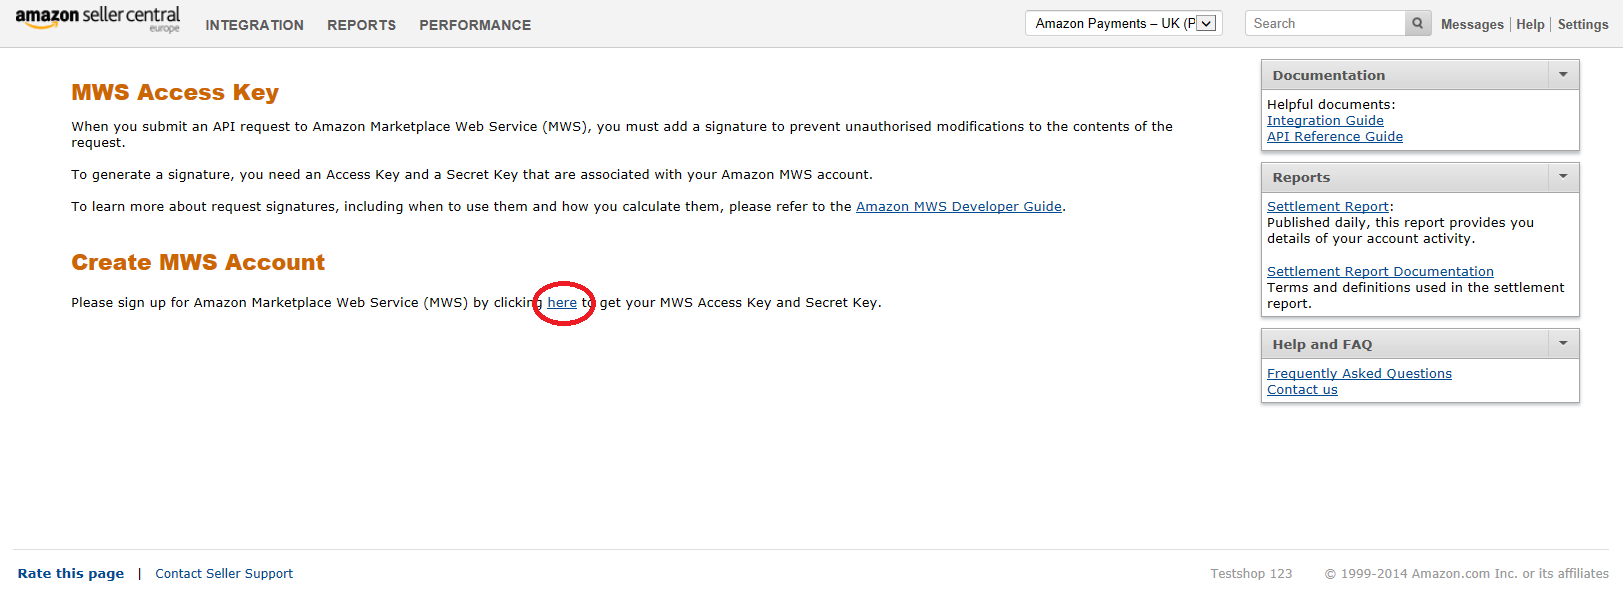 amazon seller central
europe
INTEGRATION REPORTS PERFORMANCE
Amazon Payments – UK (P
Search
Messages | Help | Settings
MWS Access Key
When you submit an API request to Amazon Marketplace Web Service (MWS), you must add a signature to prevent unauthorised modifications to the contents of the
request.
To generate a signature, you need an Access Key and a Secret Key that are associated with your Amazon MWS account.
To learn more about request signatures, including when to use them and how you calculate them, please refer to the Amazon MWS Developer Guide.
Create MWS Account
Please sign up for Amazon Marketplace Web Service (MWS) by clicking here to get your MWS Access Key and Secret Key.
Documentation
Helpful documents:
Integration Guide
API Reference Guide
Reports
Settlement Report:
Published daily, this report provides you
details of your account activity.
Settlement Report Documentation
Terms and definitions used in the settlement
report.
Help and FAQ
Frequently Asked Questions
Contact us
Rate this page | Contact Seller Support
Testshop 123 © 1999-2014 Amazon.com Inc. or its affiliates